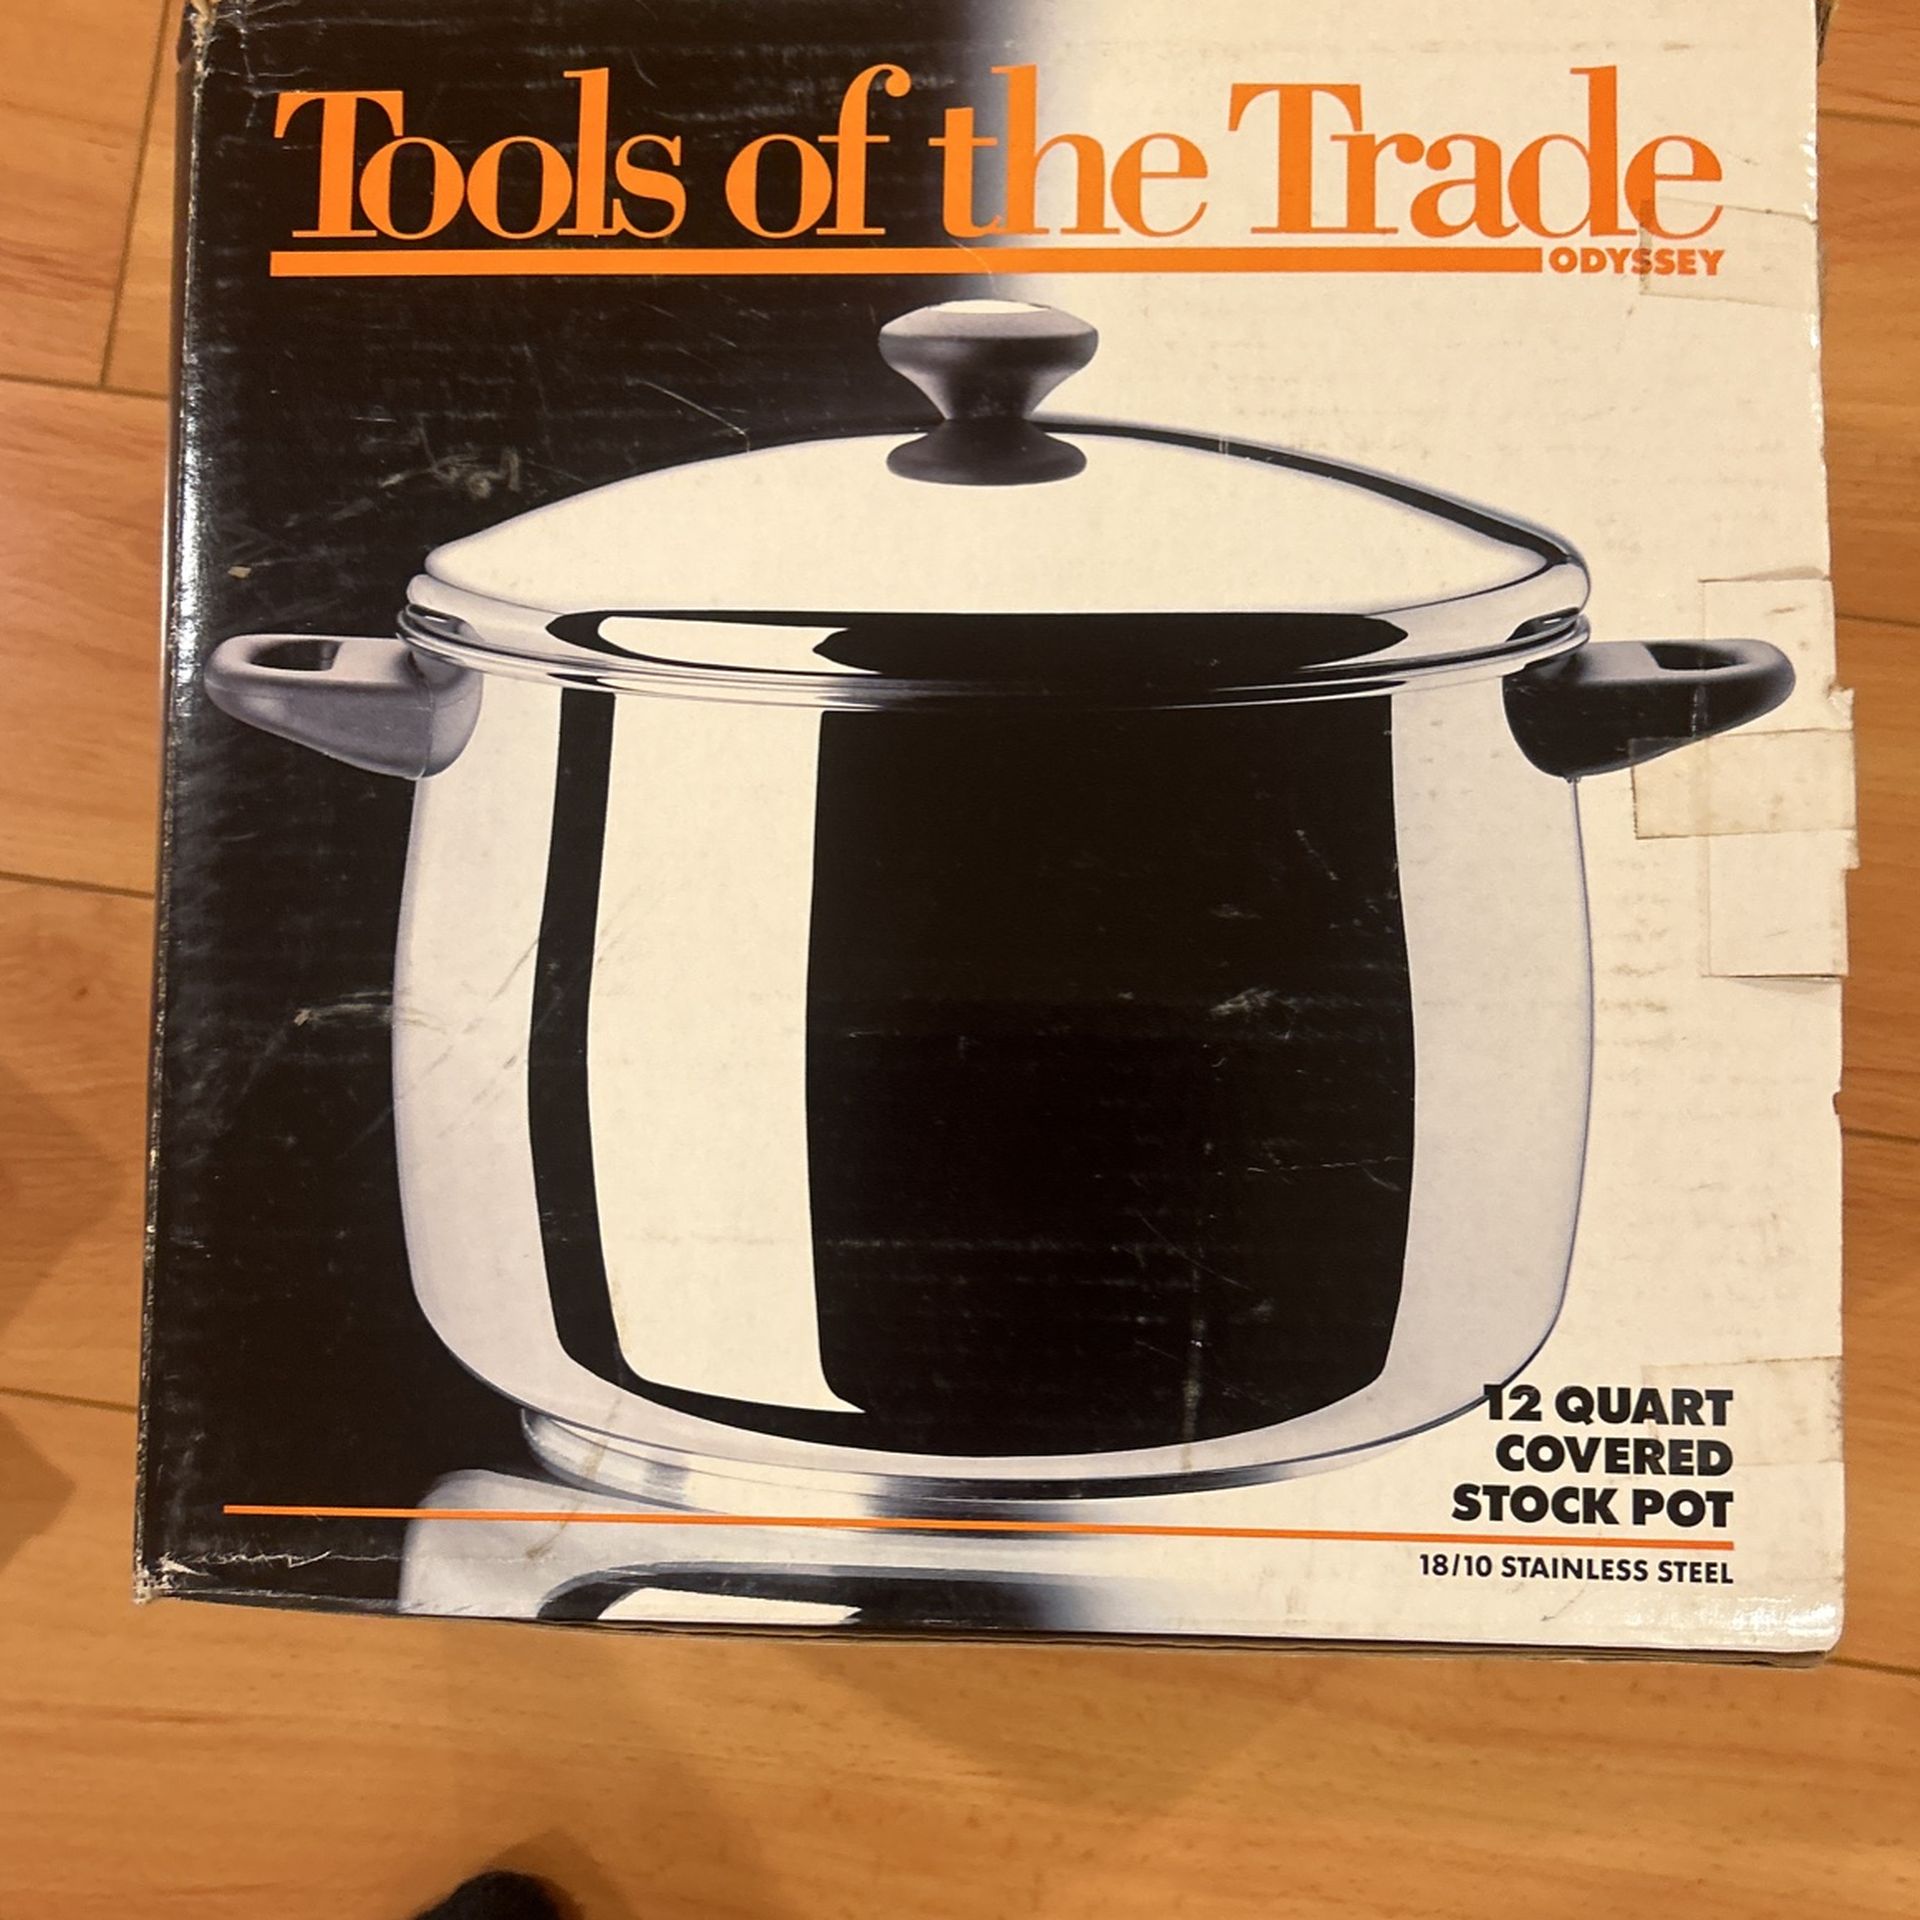 Tools of the Trade
ODYSSEY
12 QUART
COVERED
STOCK POT
18/10 STAINLESS STEEL